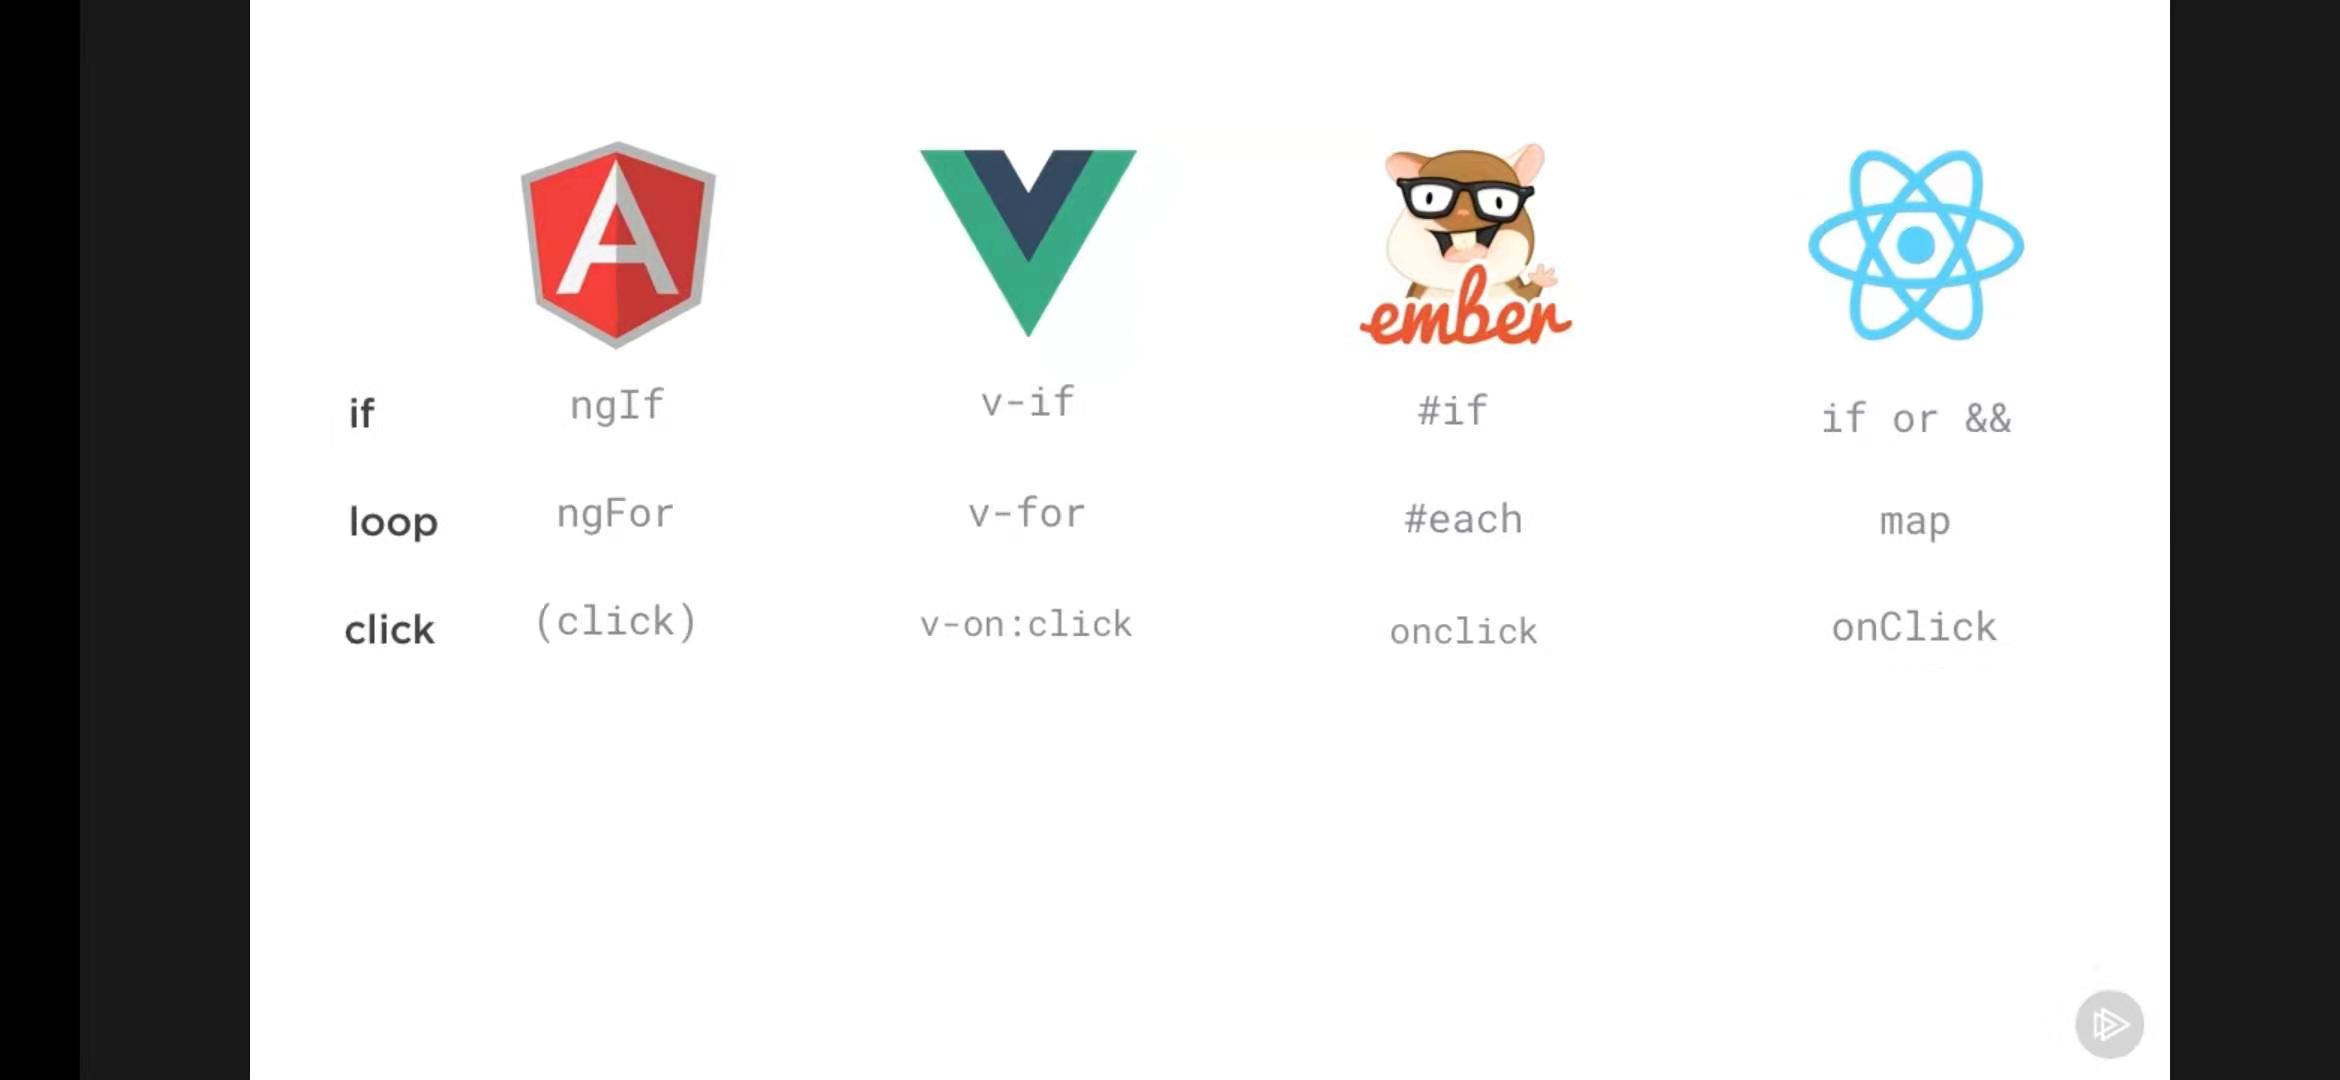 A
ember
if ngIf v-if #if if or &&
loop ngFor v-for #each map
click (click) v-on:click onclick onClick